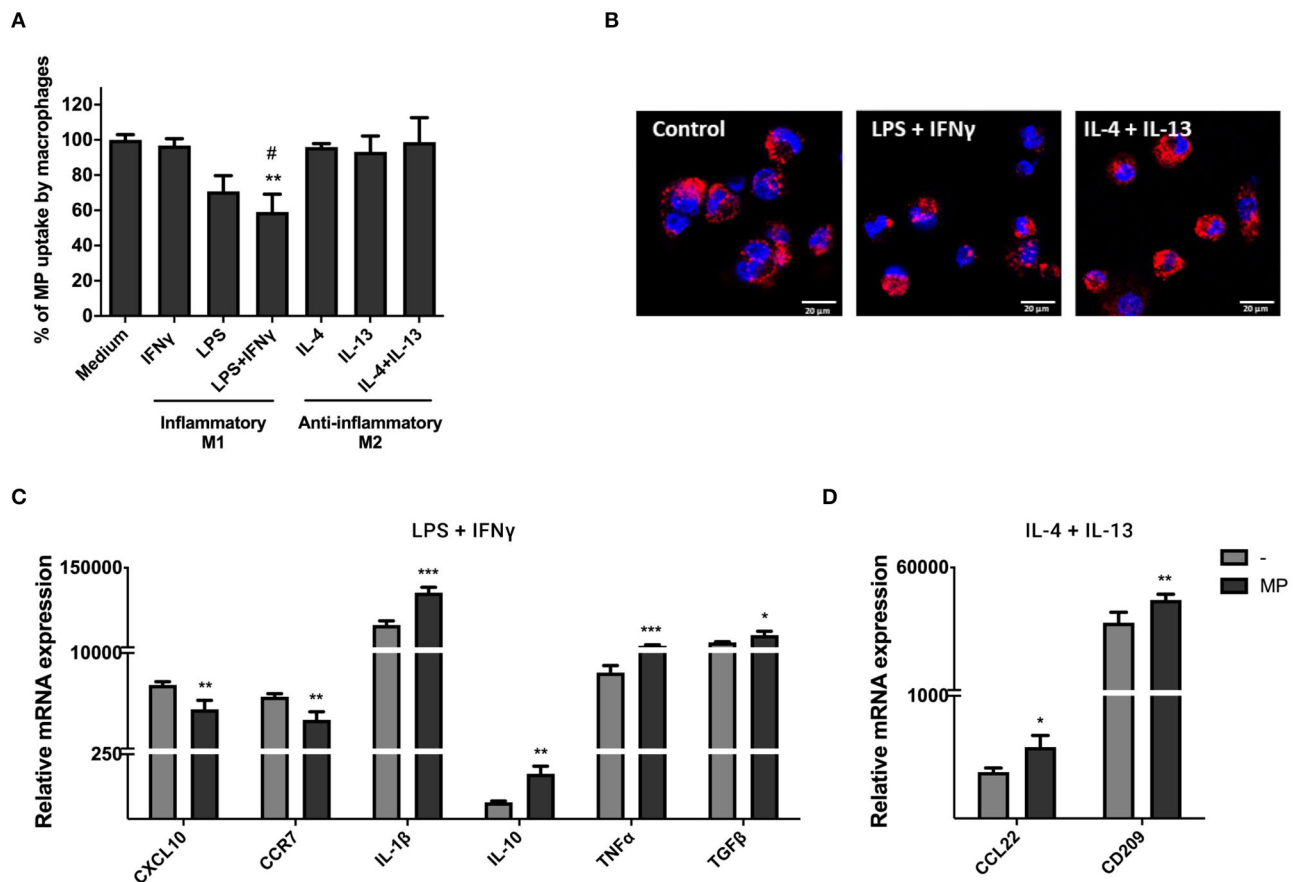 A
% of MP uptake by macrophages
120
100
80
60
40
20
0
#
**
Medium
IFNγ
LPS
LPS+IFNγ
IL-4
IL-13
IL-4+IL-13
Inflammatory
M1
Anti-inflammatory
M2
B
Control
20 µm
LPS + IFNγ
20 µm
IL-4 + IL-13
20 µm
C
LPS + IFNγ
Relative mRNA expression
150000
10000
250
**
**
***
**
***
*
CXCL10
CCR7
IL-1β
IL-10
TNFα
TGFβ
D
IL-4 + IL-13
Relative mRNA expression
60000
1000
*
**
CCL22
CD209
-
MP